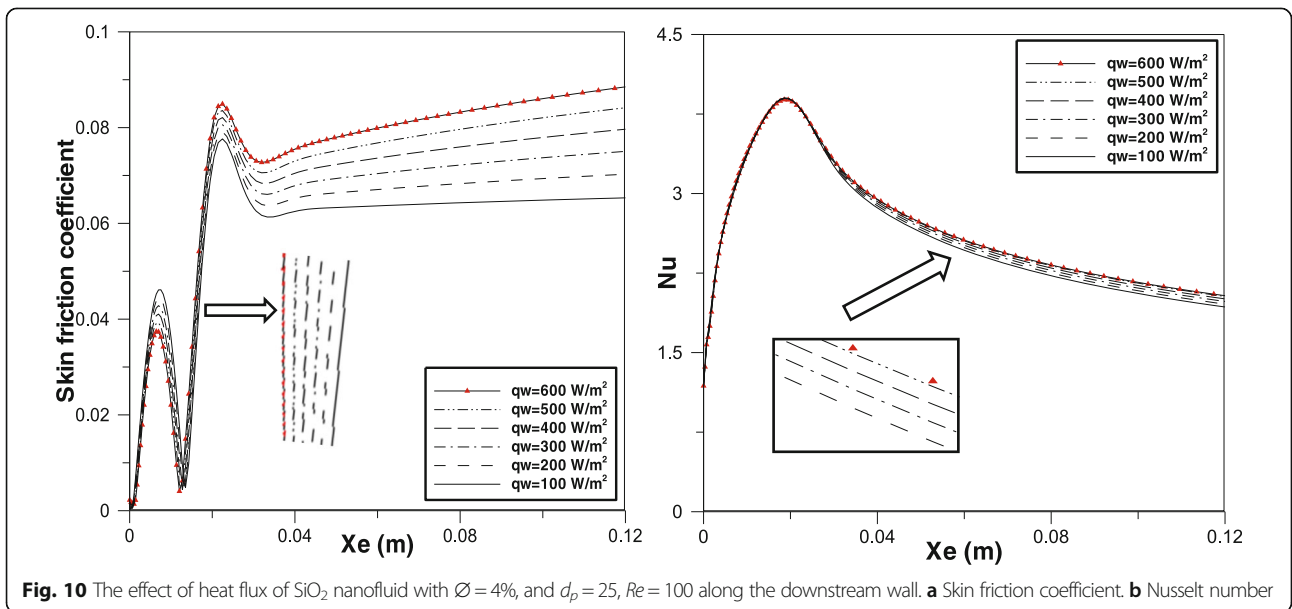 0.1
0.08
0.06
0.04
0.02
0
Skin friction coefficient
qw=600 W/m²
qw=500 W/m²
qw=400 W/m²
qw=300 W/m²
qw=200 W/m²
qw=100 W/m²
0 0.04 0.08 0.12
Xe (m)
4.5
3
1.5
0
Nu
qw=600 W/m²
qw=500 W/m²
qw=400 W/m²
qw=300 W/m²
qw=200 W/m²
qw=100 W/m²
0 0.04 0.08 0.12
Xe (m)
Fig. 10 The effect of heat flux of SiO₂ nanofluid with ∅ = 4%, and dₚ = 25, Re = 100 along the downstream wall. a Skin friction coefficient. b Nusselt number